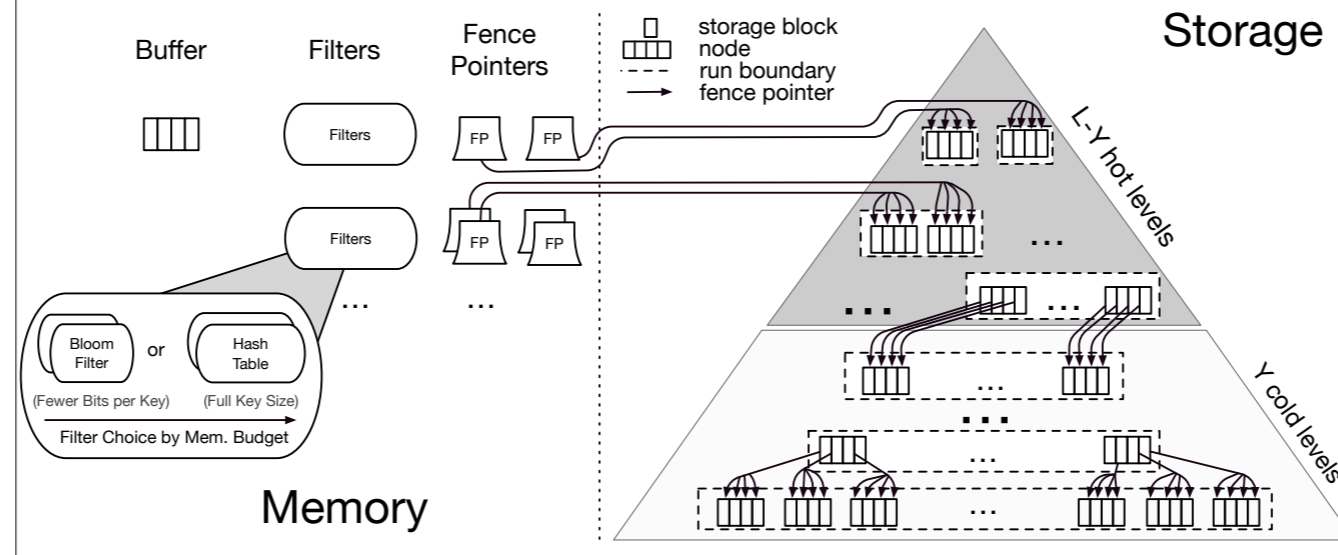 Buffer
Filters
Fence
Pointers
storage block
node
run boundary
fence pointer
Storage
Filters
FP
FP
L-Y hot levels
Filters
FP
FP
...
...
...
...
...
Bloom
Filter
or
Hash
Table
(Fewer Bits per Key)
(Full Key Size)
Filter Choice by Mem. Budget
...
...
Y cold levels
...
...
Memory